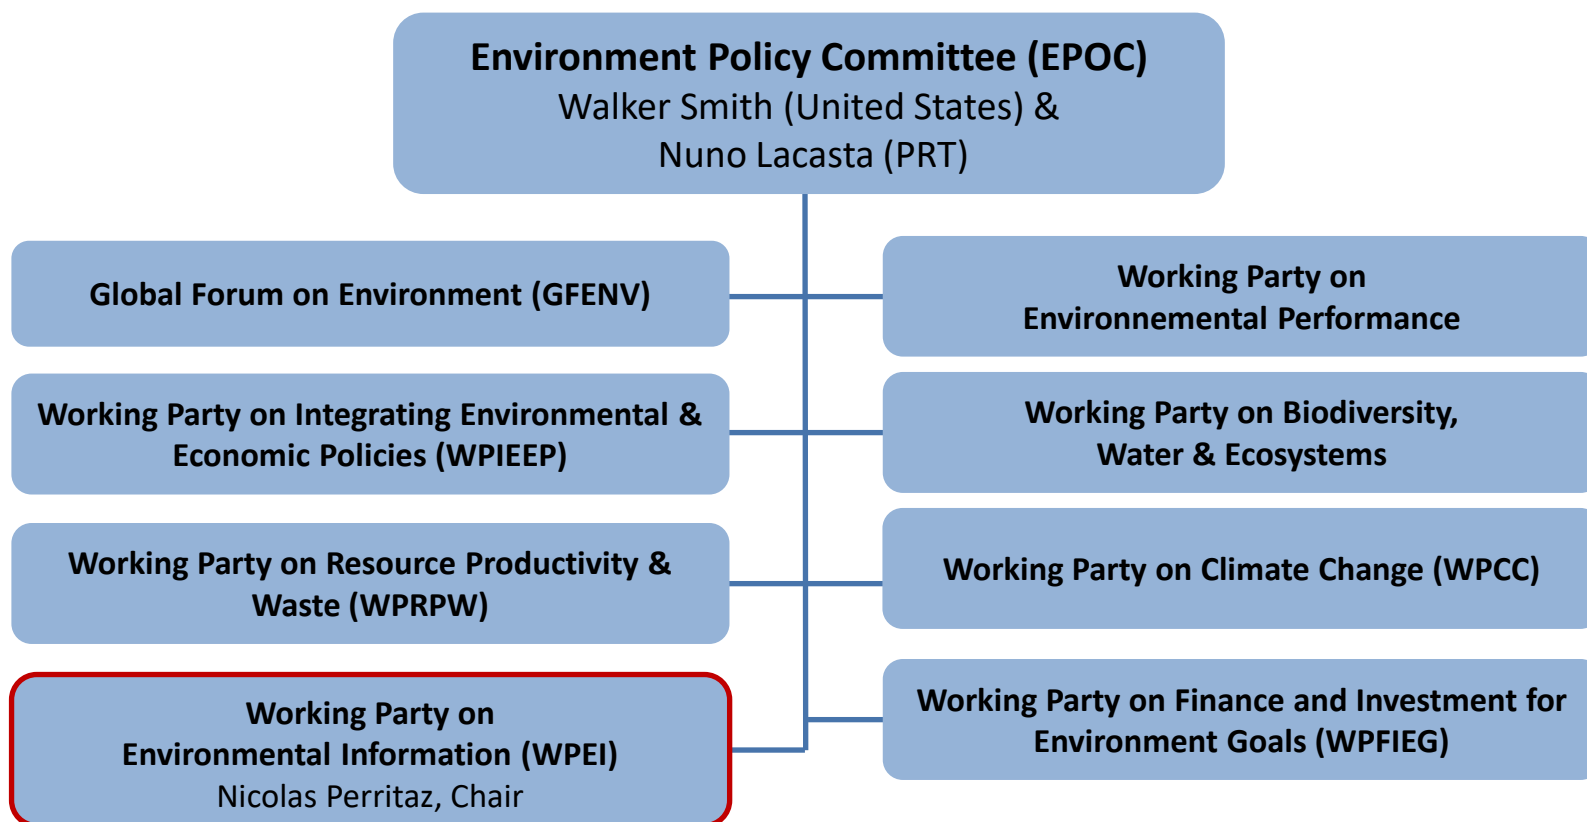 Environment Policy Committee (EPOC)
Walker Smith (United States) &
Nuno Lacasta (PRT)
Global Forum on Environment (GFENV)
Working Party on
Environnemental Performance
Working Party on Integrating Environmental &
Economic Policies (WPIEEP)
Working Party on Biodiversity,
Water & Ecosystems
Working Party on Resource Productivity &
Waste (WPRPW)
Working Party on Climate Change (WPCC)
Working Party on
Environmental Information (WPEI)
Nicolas Perritaz, Chair
Working Party on Finance and Investment for
Environment Goals (WPFIEG)